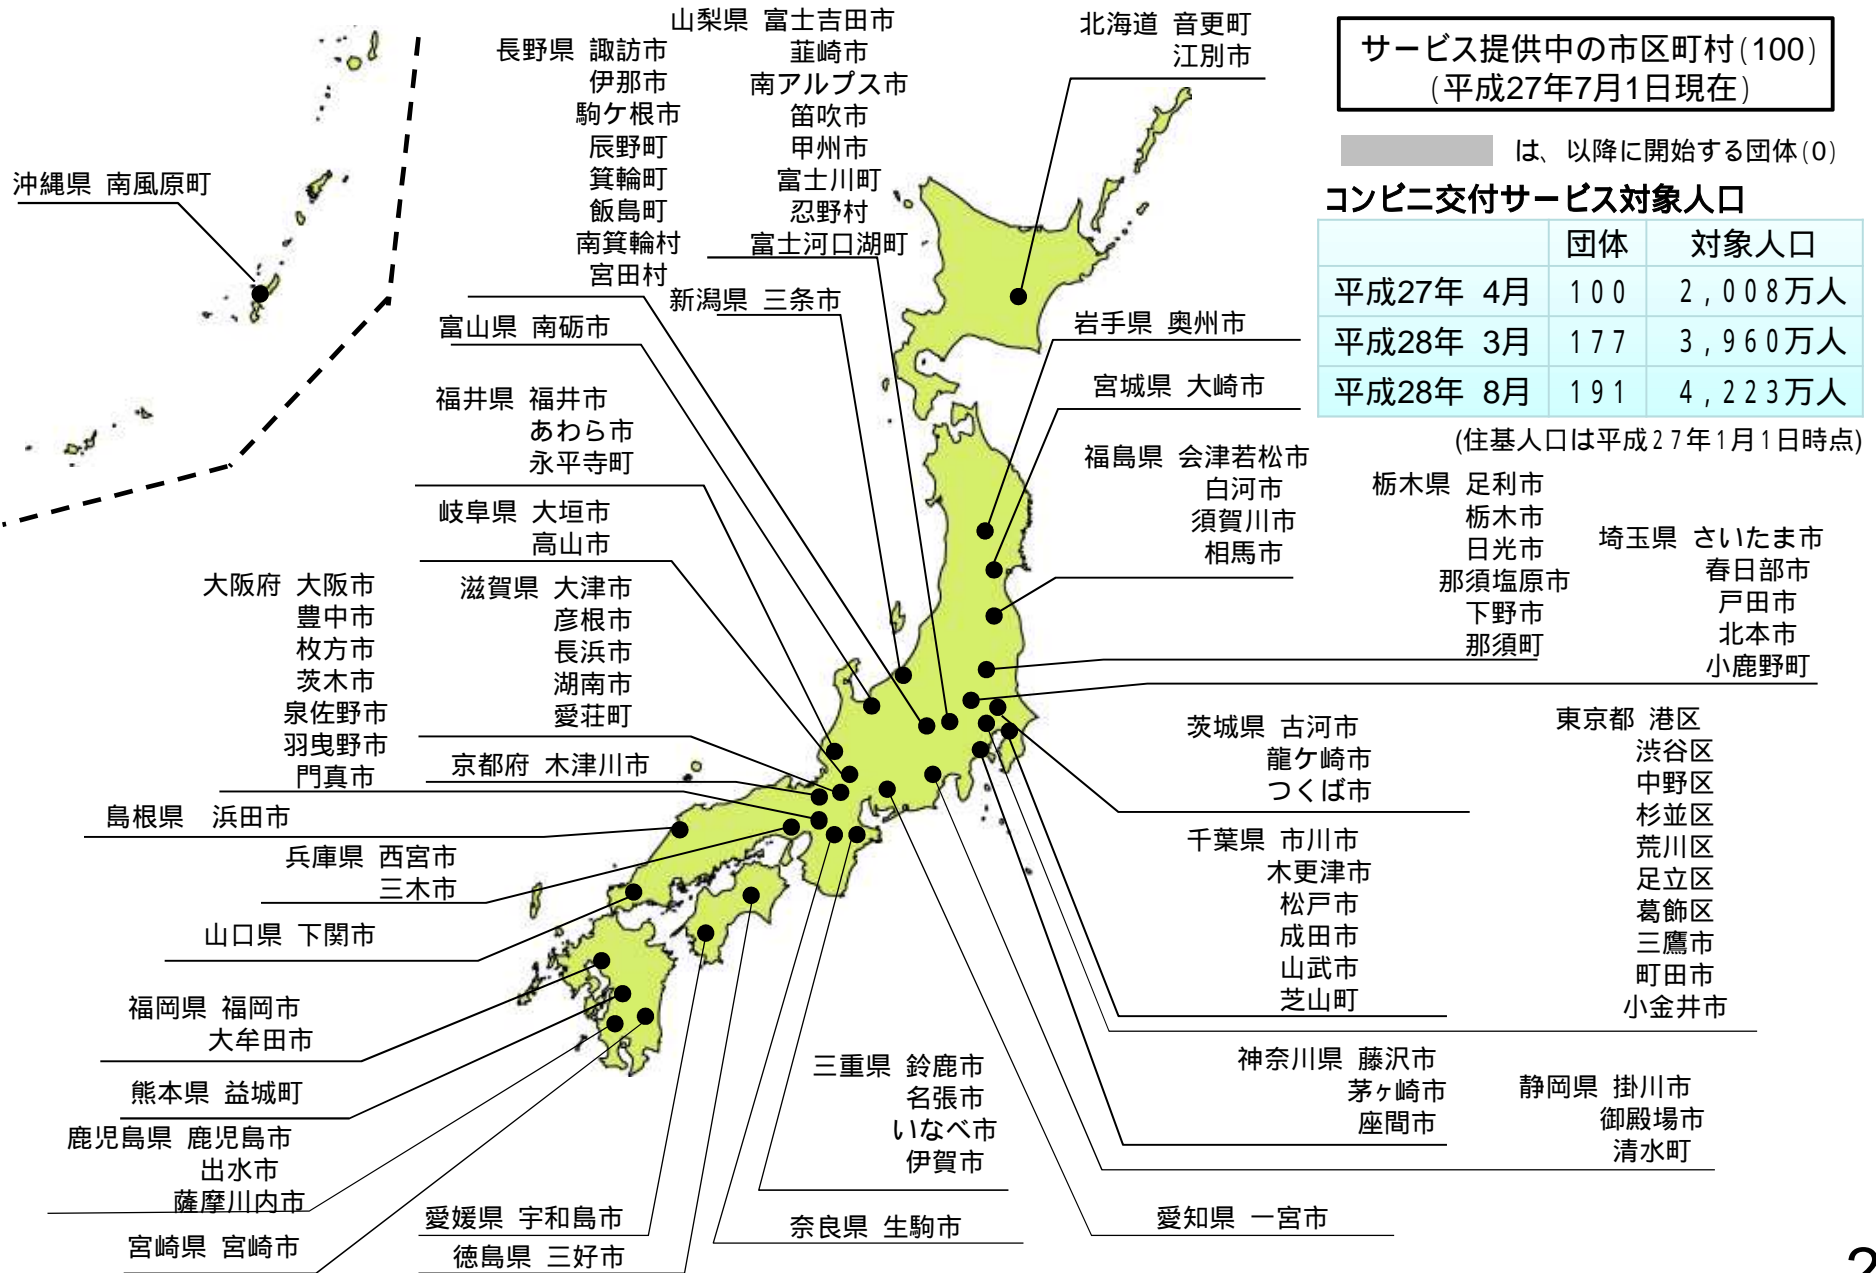 サービス提供中の市区町村(100)
(平成27年7月1日現在)
は、以降に開始する団体(0)
コンビニ交付サービス対象人口
団体 対象人口
平成27年 4月 100 2,008万人
平成28年 3月 177 3,960万人
平成28年 8月 191 4,223万人
(住基人口は平成27年1月1日時点)
北海道 音更町
江別市
山梨県 富士吉田市
韮崎市
南アルプス市
笛吹市
甲州市
富士川町
忍野村
富士河口湖町
長野県 諏訪市
伊那市
駒ケ根市
辰野町
箕輪町
飯島町
南箕輪村
宮田村
沖縄県 南風原町
新潟県 三条市
富山県 南砺市
岩手県 奥州市
宮城県 大崎市
福井県 福井市
あわら市
永平寺町
福島県 会津若松市
白河市
須賀川市
相馬市
栃木県 足利市
栃木市
日光市
那須塩原市
下野市
那須町
埼玉県 さいたま市
春日部市
戸田市
北本市
小鹿野町
岐阜県 大垣市
高山市
大阪府 大阪市
豊中市
枚方市
茨木市
泉佐野市
羽曳野市
門真市
滋賀県 大津市
彦根市
長浜市
湖南市
愛荘町
京都府 木津川市
島根県 浜田市
兵庫県 西宮市
三木市
山口県 下関市
福岡県 福岡市
大牟田市
熊本県 益城町
鹿児島県 鹿児島市
出水市
薩摩川内市
宮崎県 宮崎市
愛媛県 宇和島市
徳島県 三好市
三重県 鈴鹿市
名張市
いなべ市
伊賀市
奈良県 生駒市
愛知県 一宮市
茨城県 古河市
龍ケ崎市
つくば市
千葉県 市川市
木更津市
松戸市
成田市
山武市
芝山町
東京都 港区
渋谷区
中野区
杉並区
荒川区
足立区
葛飾区
三鷹市
町田市
小金井市
神奈川県 藤沢市
茅ヶ崎市
座間市
静岡県 掛川市
御殿場市
清水町
2